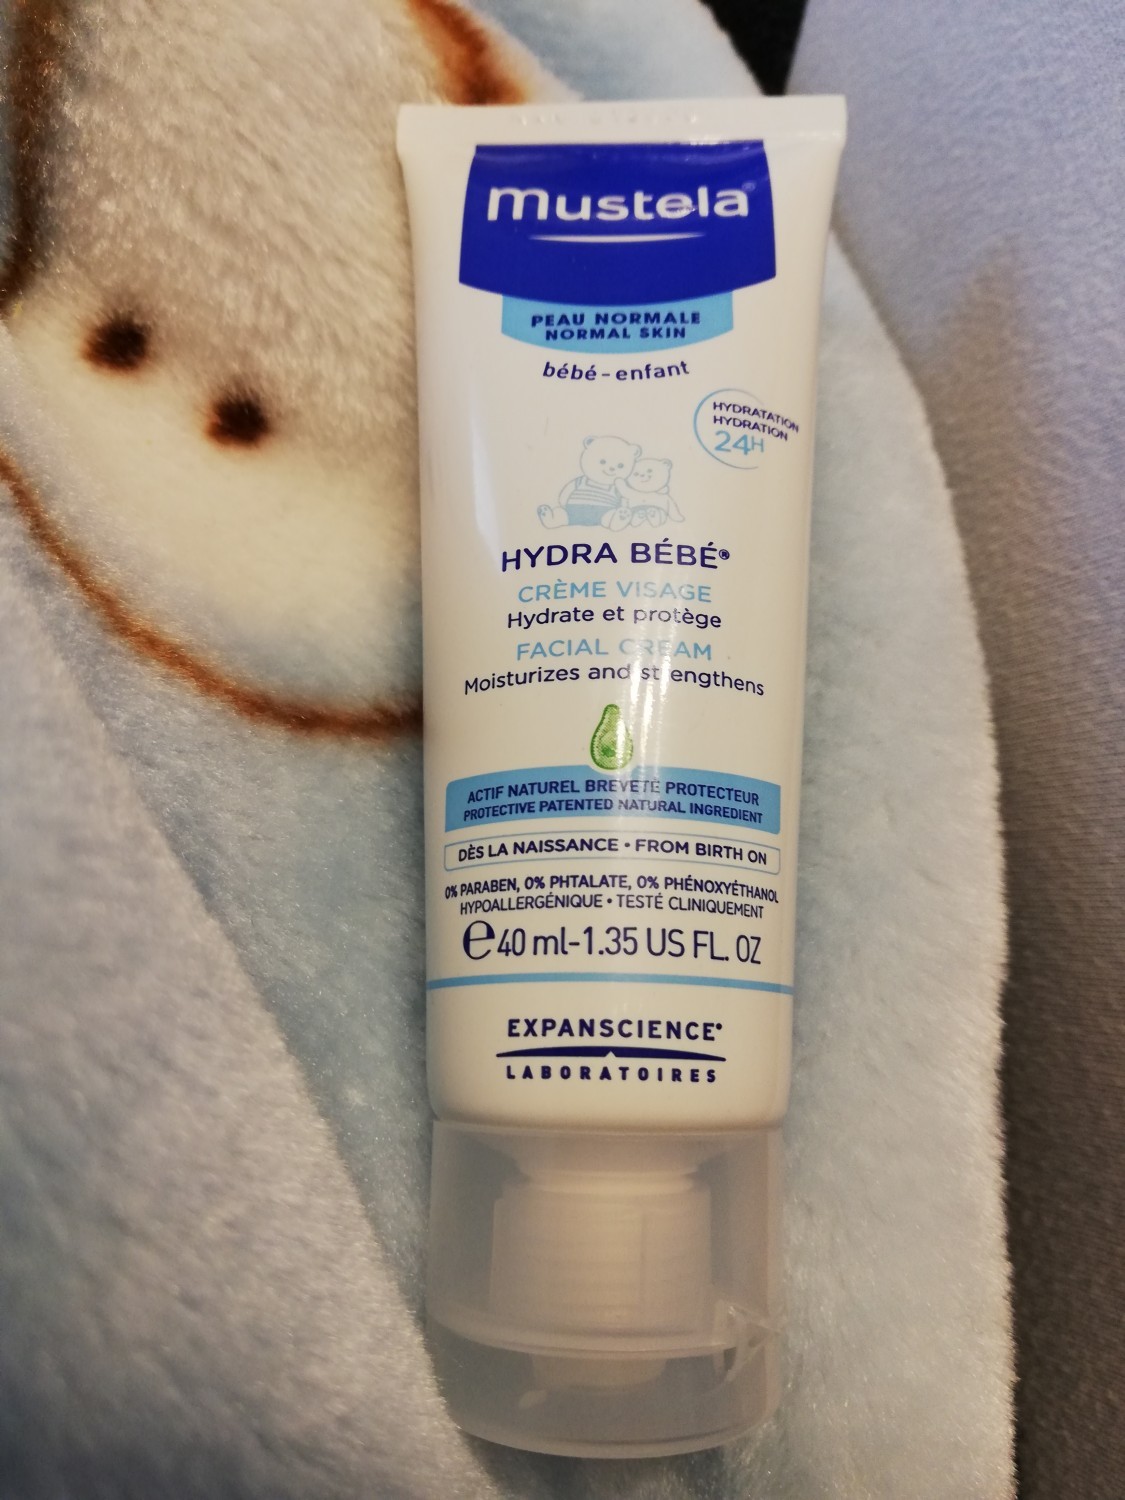 mustela®
PEAU NORMALE
NORMAL SKIN
bébé-enfant
HYDRATATION
HYDRATION
24H
HYDRA BÉBÉ®
CRÈME VISAGE
Hydrate et protège
FACIAL CREAM
Moisturizes and strengthens
ACTIF NATUREL BREVETÉ PROTECTEUR
PROTECTIVE PATENTED NATURAL INGREDIENT
DÈS LA NAISSANCE • FROM BIRTH ON
0% PARABEN, 0% PHTALATE, 0% PHÉNOXYÉTHANOL
HYPOALLERGÉNIQUE • TESTÉ CLINIQUEMENT
℮ 40 ml-1.35 US FL. OZ
EXPANSCIENCE®
LABORATOIRES